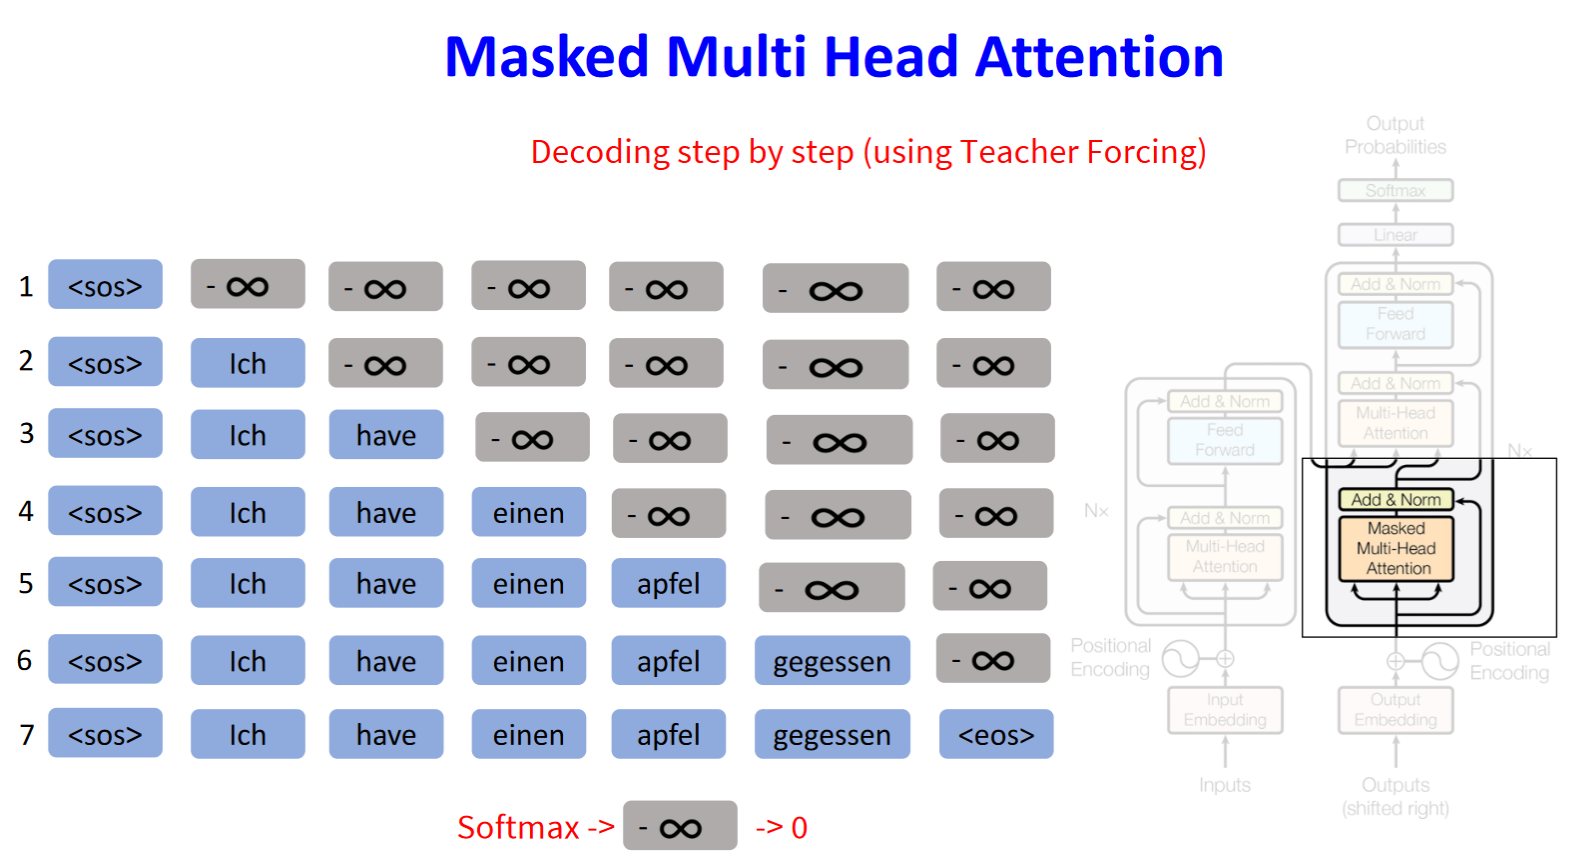 Masked Multi Head Attention
Decoding step by step (using Teacher Forcing)
1 <sos> - ∞ - ∞ - ∞ - ∞ - ∞ - ∞
2 <sos> Ich - ∞ - ∞ - ∞ - ∞ - ∞
3 <sos> Ich have - ∞ - ∞ - ∞ - ∞
4 <sos> Ich have einen - ∞ - ∞ - ∞
5 <sos> Ich have einen apfel - ∞ - ∞
6 <sos> Ich have einen apfel gegessen - ∞
7 <sos> Ich have einen apfel gegessen <eos>
Softmax -> - ∞ -> 0
Output
Probabilities
Softmax
Linear
Add & Norm
Feed
Forward
Add & Norm
Multi-Head
Attention
N×
Add & Norm
Masked
Multi-Head
Attention
Positional
Encoding
Output
Embedding
Outputs
(shifted right)
Add & Norm
Feed
Forward
N×
Add & Norm
Multi-Head
Attention
Positional
Encoding
Input
Embedding
Inputs